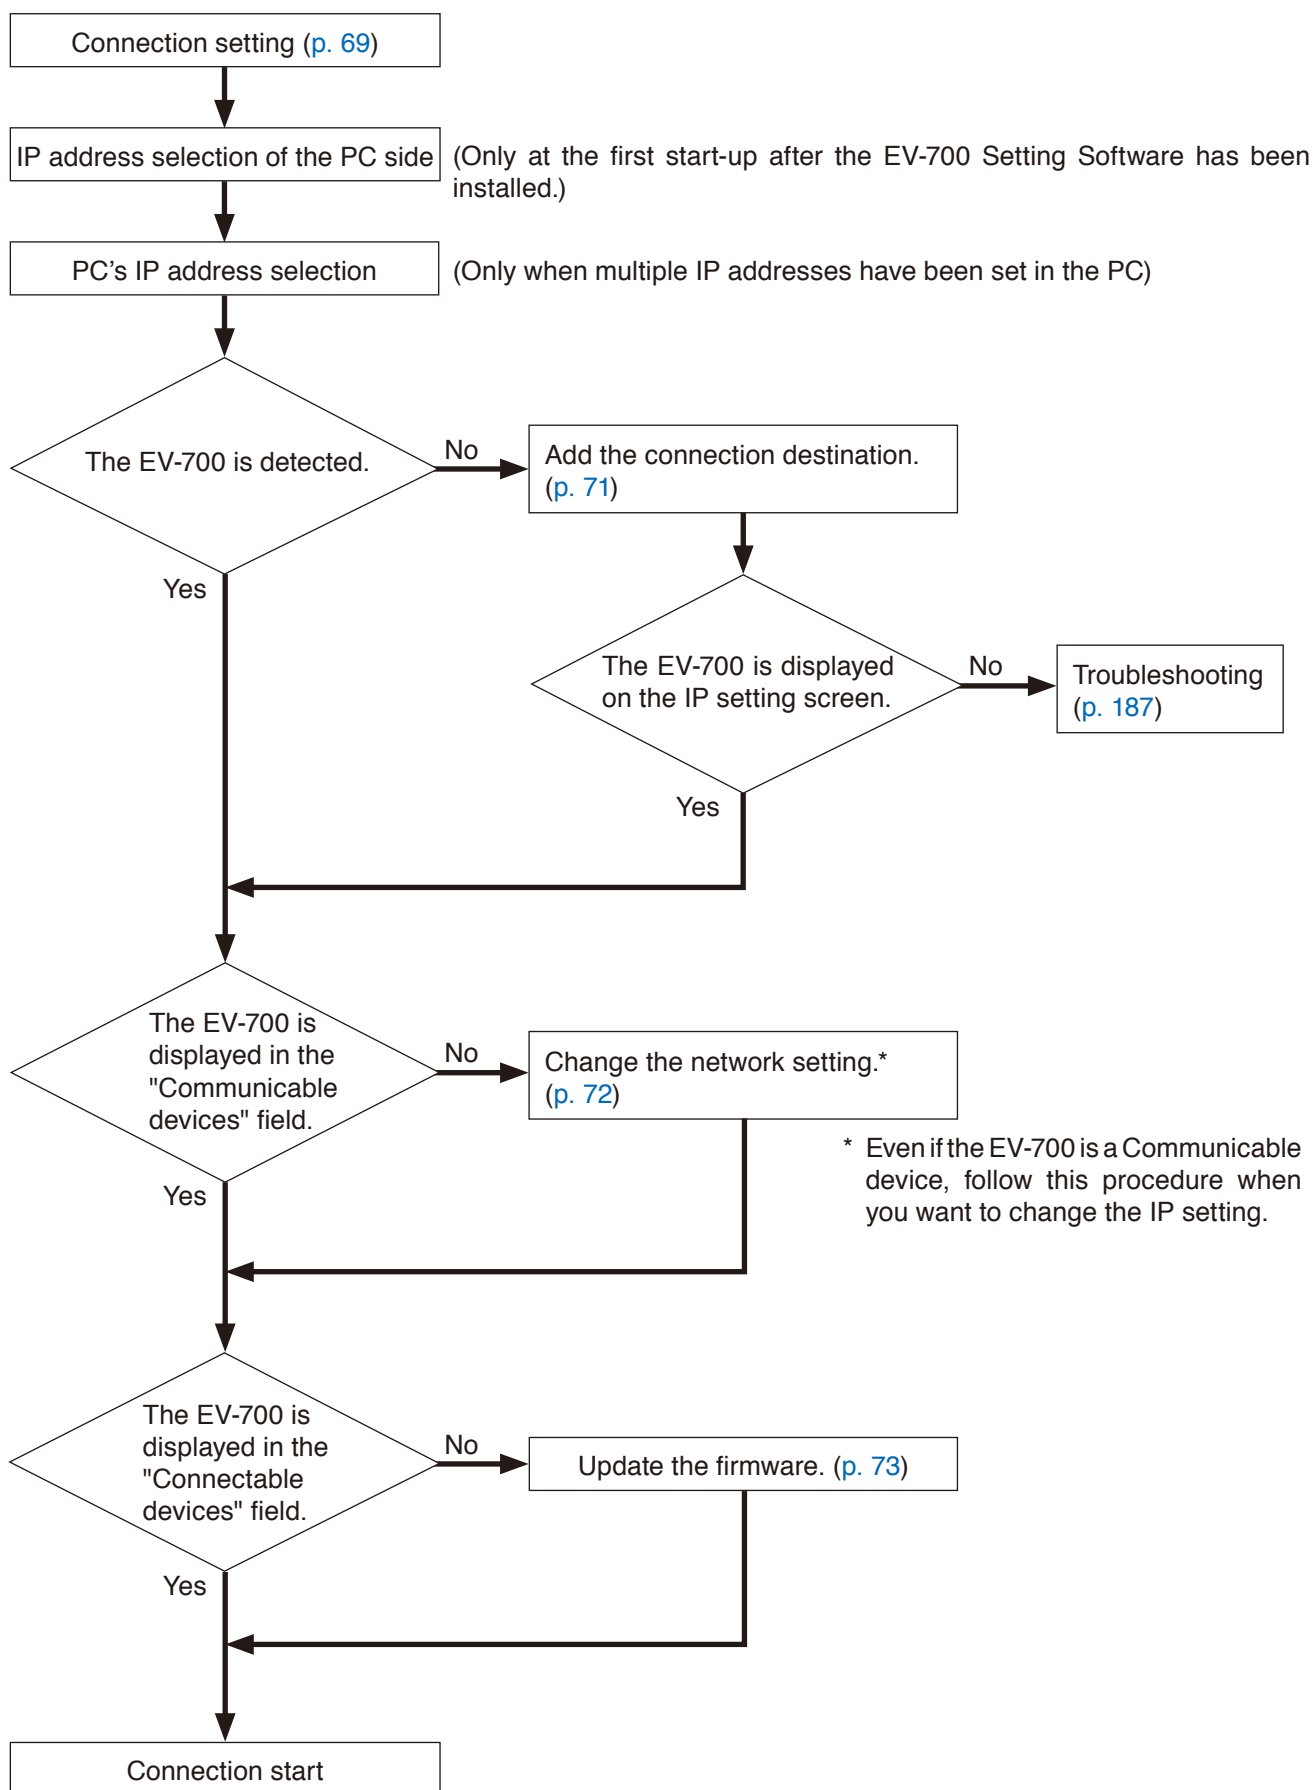 Connection setting (p. 69)
IP address selection of the PC side
(Only at the first start-up after the EV-700 Setting Software has been
installed.)
PC's IP address selection
(Only when multiple IP addresses have been set in the PC)
The EV-700 is detected.
No
Add the connection destination.
(p. 71)
Yes
The EV-700 is displayed
on the IP setting screen.
No
Troubleshooting
(p. 187)
Yes
The EV-700 is
displayed in the
"Communicable
devices" field.
No
Change the network setting.*
(p. 72)
* Even if the EV-700 is a Communicable
device, follow this procedure when
you want to change the IP setting.
Yes
The EV-700 is
displayed in the
"Connectable
devices" field.
No
Update the firmware. (p. 73)
Yes
Connection start